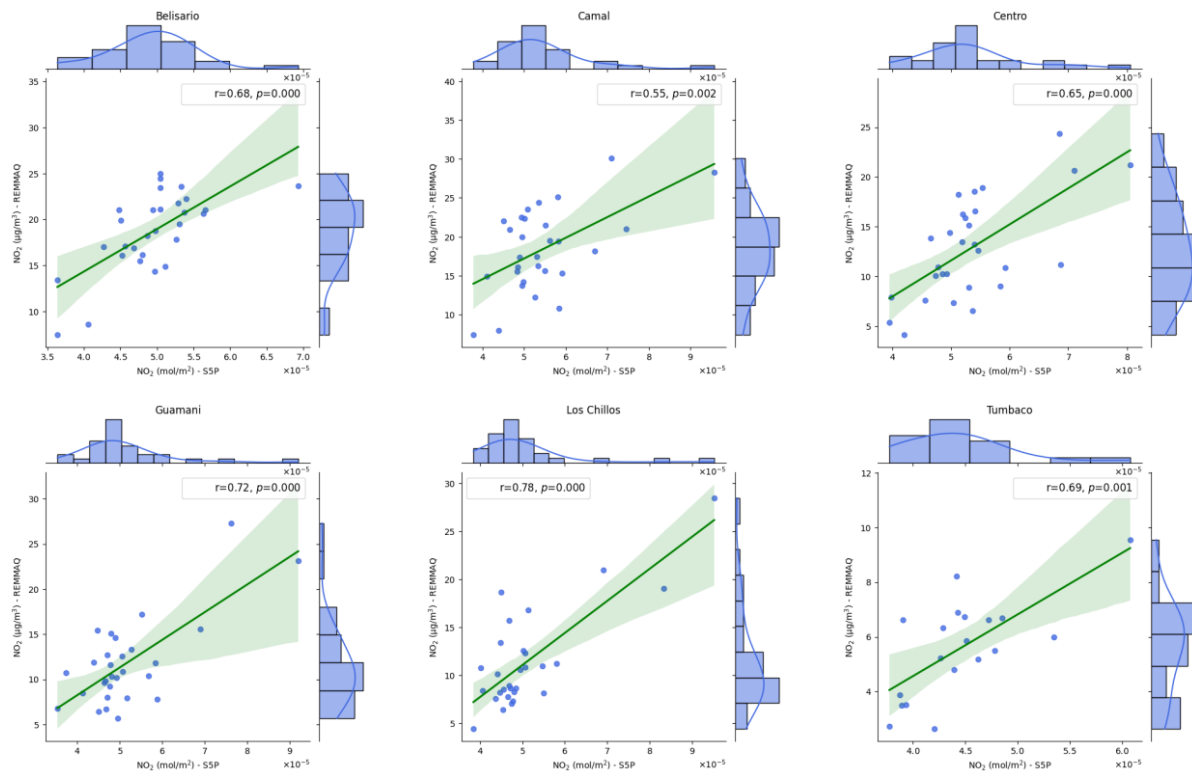 Belisario
×10⁻⁵
r=0.68, p=0.000
35
30
25
20
15
10
NO₂ (µg/m³) - REMMAQ
3.5 4.0 4.5 5.0 5.5 6.0 6.5 7.0
NO₂ (mol/m²) - S5P ×10⁻⁵
Camal
×10⁻⁵
r=0.55, p=0.002
40
35
30
25
20
15
10
NO₂ (µg/m³) - REMMAQ
4 5 6 7 8 9
NO₂ (mol/m²) - S5P ×10⁻⁵
Centro
×10⁻⁵
r=0.65, p=0.000
25
20
15
10
5
NO₂ (µg/m³) - REMMAQ
4 5 6 7 8
NO₂ (mol/m²) - S5P ×10⁻⁵
Guamani
×10⁻⁵
r=0.72, p=0.000
30
25
20
15
10
5
NO₂ (µg/m³) - REMMAQ
4 5 6 7 8 9
NO₂ (mol/m²) - S5P ×10⁻⁵
Los Chillos
×10⁻⁵
r=0.78, p=0.000
30
25
20
15
10
5
NO₂ (µg/m³) - REMMAQ
4 5 6 7 8 9
NO₂ (mol/m²) - S5P ×10⁻⁵
Tumbaco
×10⁻⁵
r=0.69, p=0.001
12
10
8
6
4
NO₂ (µg/m³) - REMMAQ
4.0 4.5 5.0 5.5 6.0
NO₂ (mol/m²) - S5P ×10⁻⁵